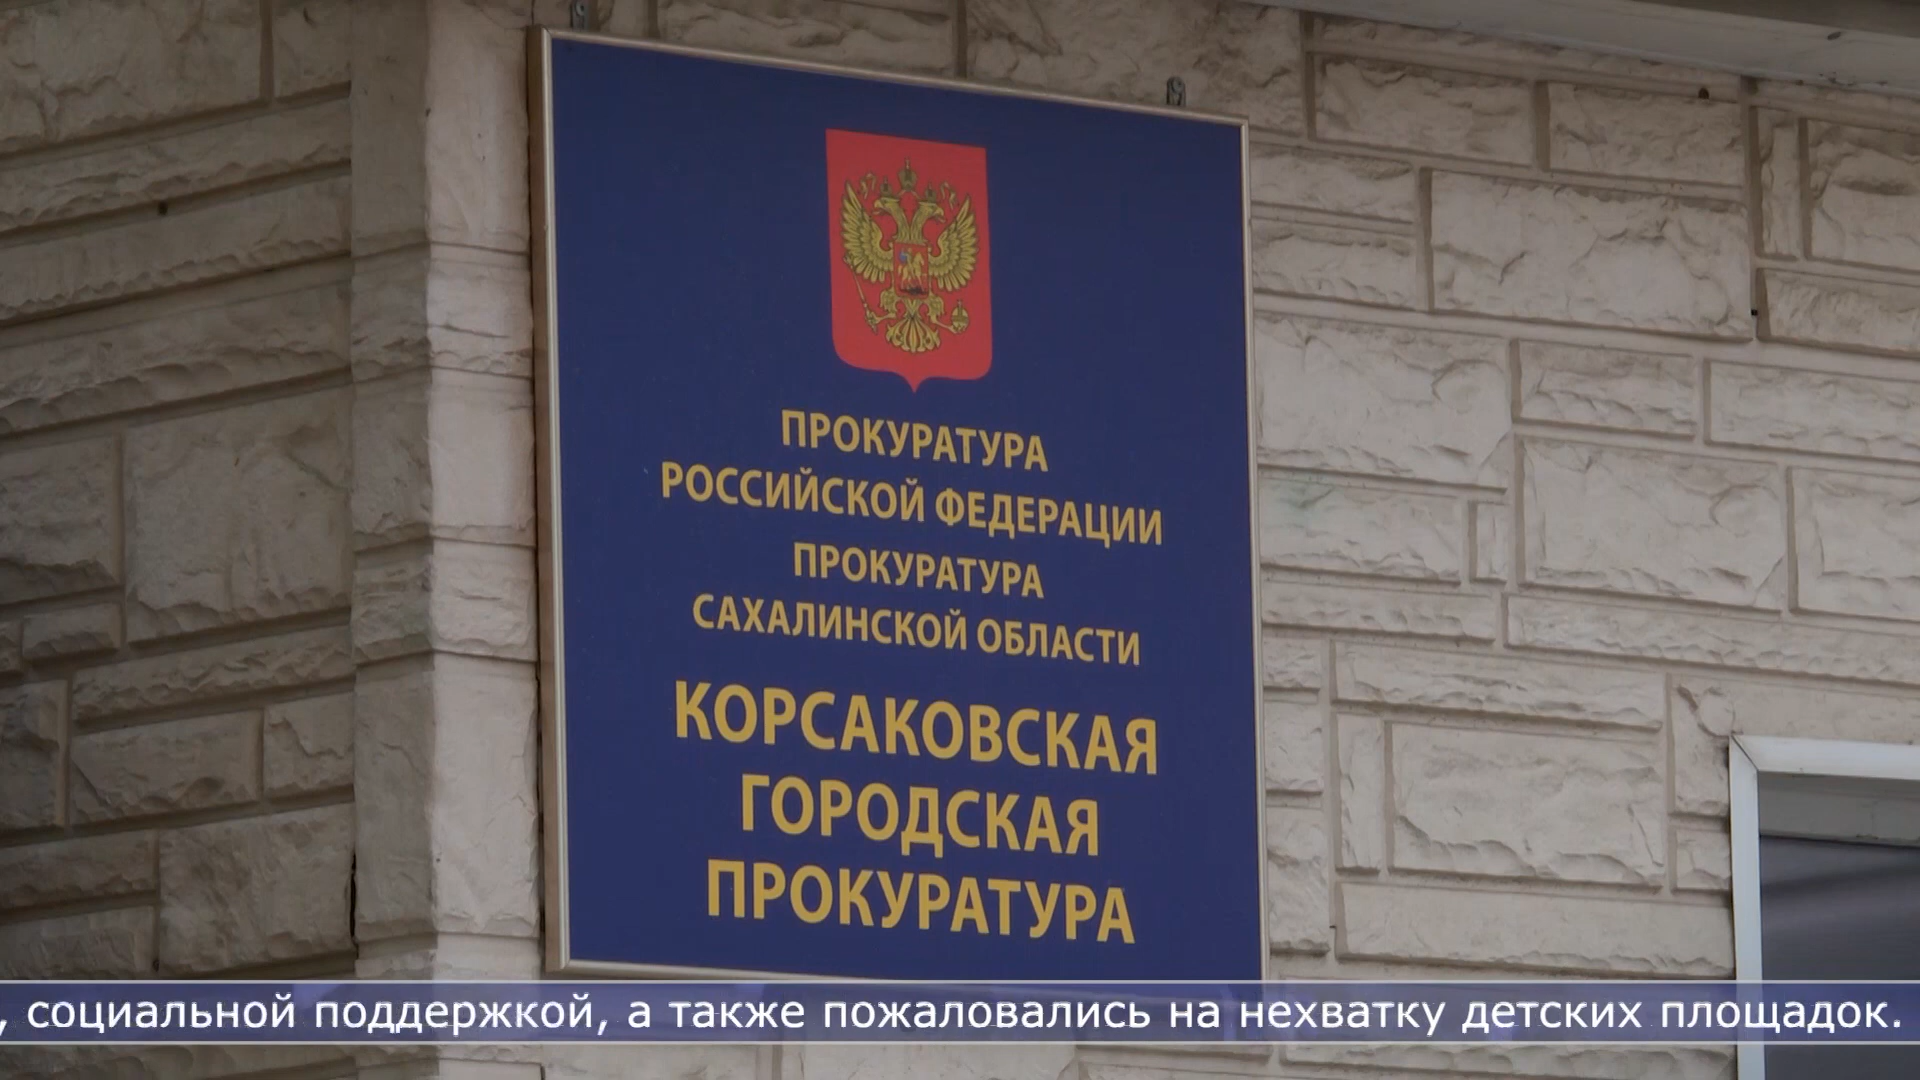 ПРОКУРАТУРА
РОССИЙСКОЙ ФЕДЕРАЦИИ
ПРОКУРАТУРА
САХАЛИНСКОЙ ОБЛАСТИ
КОРСАКОВСКАЯ
ГОРОДСКАЯ
ПРОКУРАТУРА
, социальной поддержкой, а также пожаловались на нехватку детских площадок.